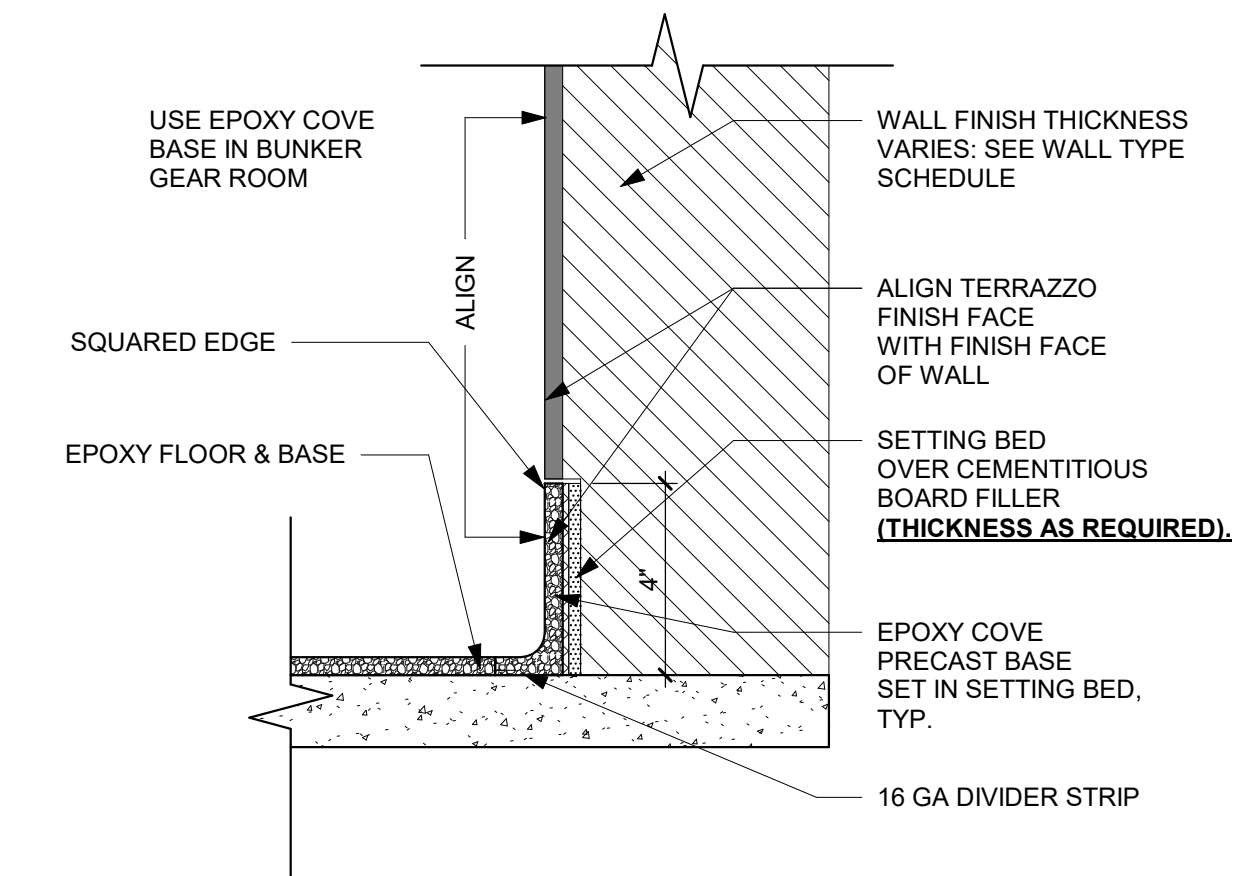 USE EPOXY COVE
BASE IN BUNKER
GEAR ROOM
ALIGN
SQUARED EDGE
EPOXY FLOOR & BASE
WALL FINISH THICKNESS
VARIES: SEE WALL TYPE
SCHEDULE
ALIGN TERRAZZO
FINISH FACE
WITH FINISH FACE
OF WALL
SETTING BED
OVER CEMENTITIOUS
BOARD FILLER
(THICKNESS AS REQUIRED).
4"
EPOXY COVE
PRECAST BASE
SET IN SETTING BED,
TYP.
16 GA DIVIDER STRIP